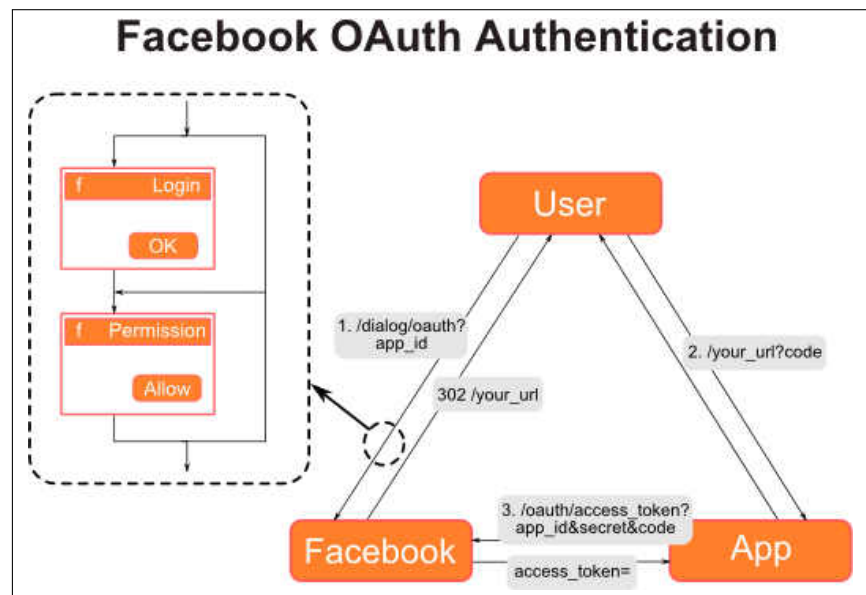 Facebook OAuth Authentication
f Login
OK
f Permission
Allow
User
1. /dialog/oauth?
app_id
302 /your_url
2. /your_url?code
3. /oauth/access_token?
app_id&secret&code
Facebook
access_token=
App